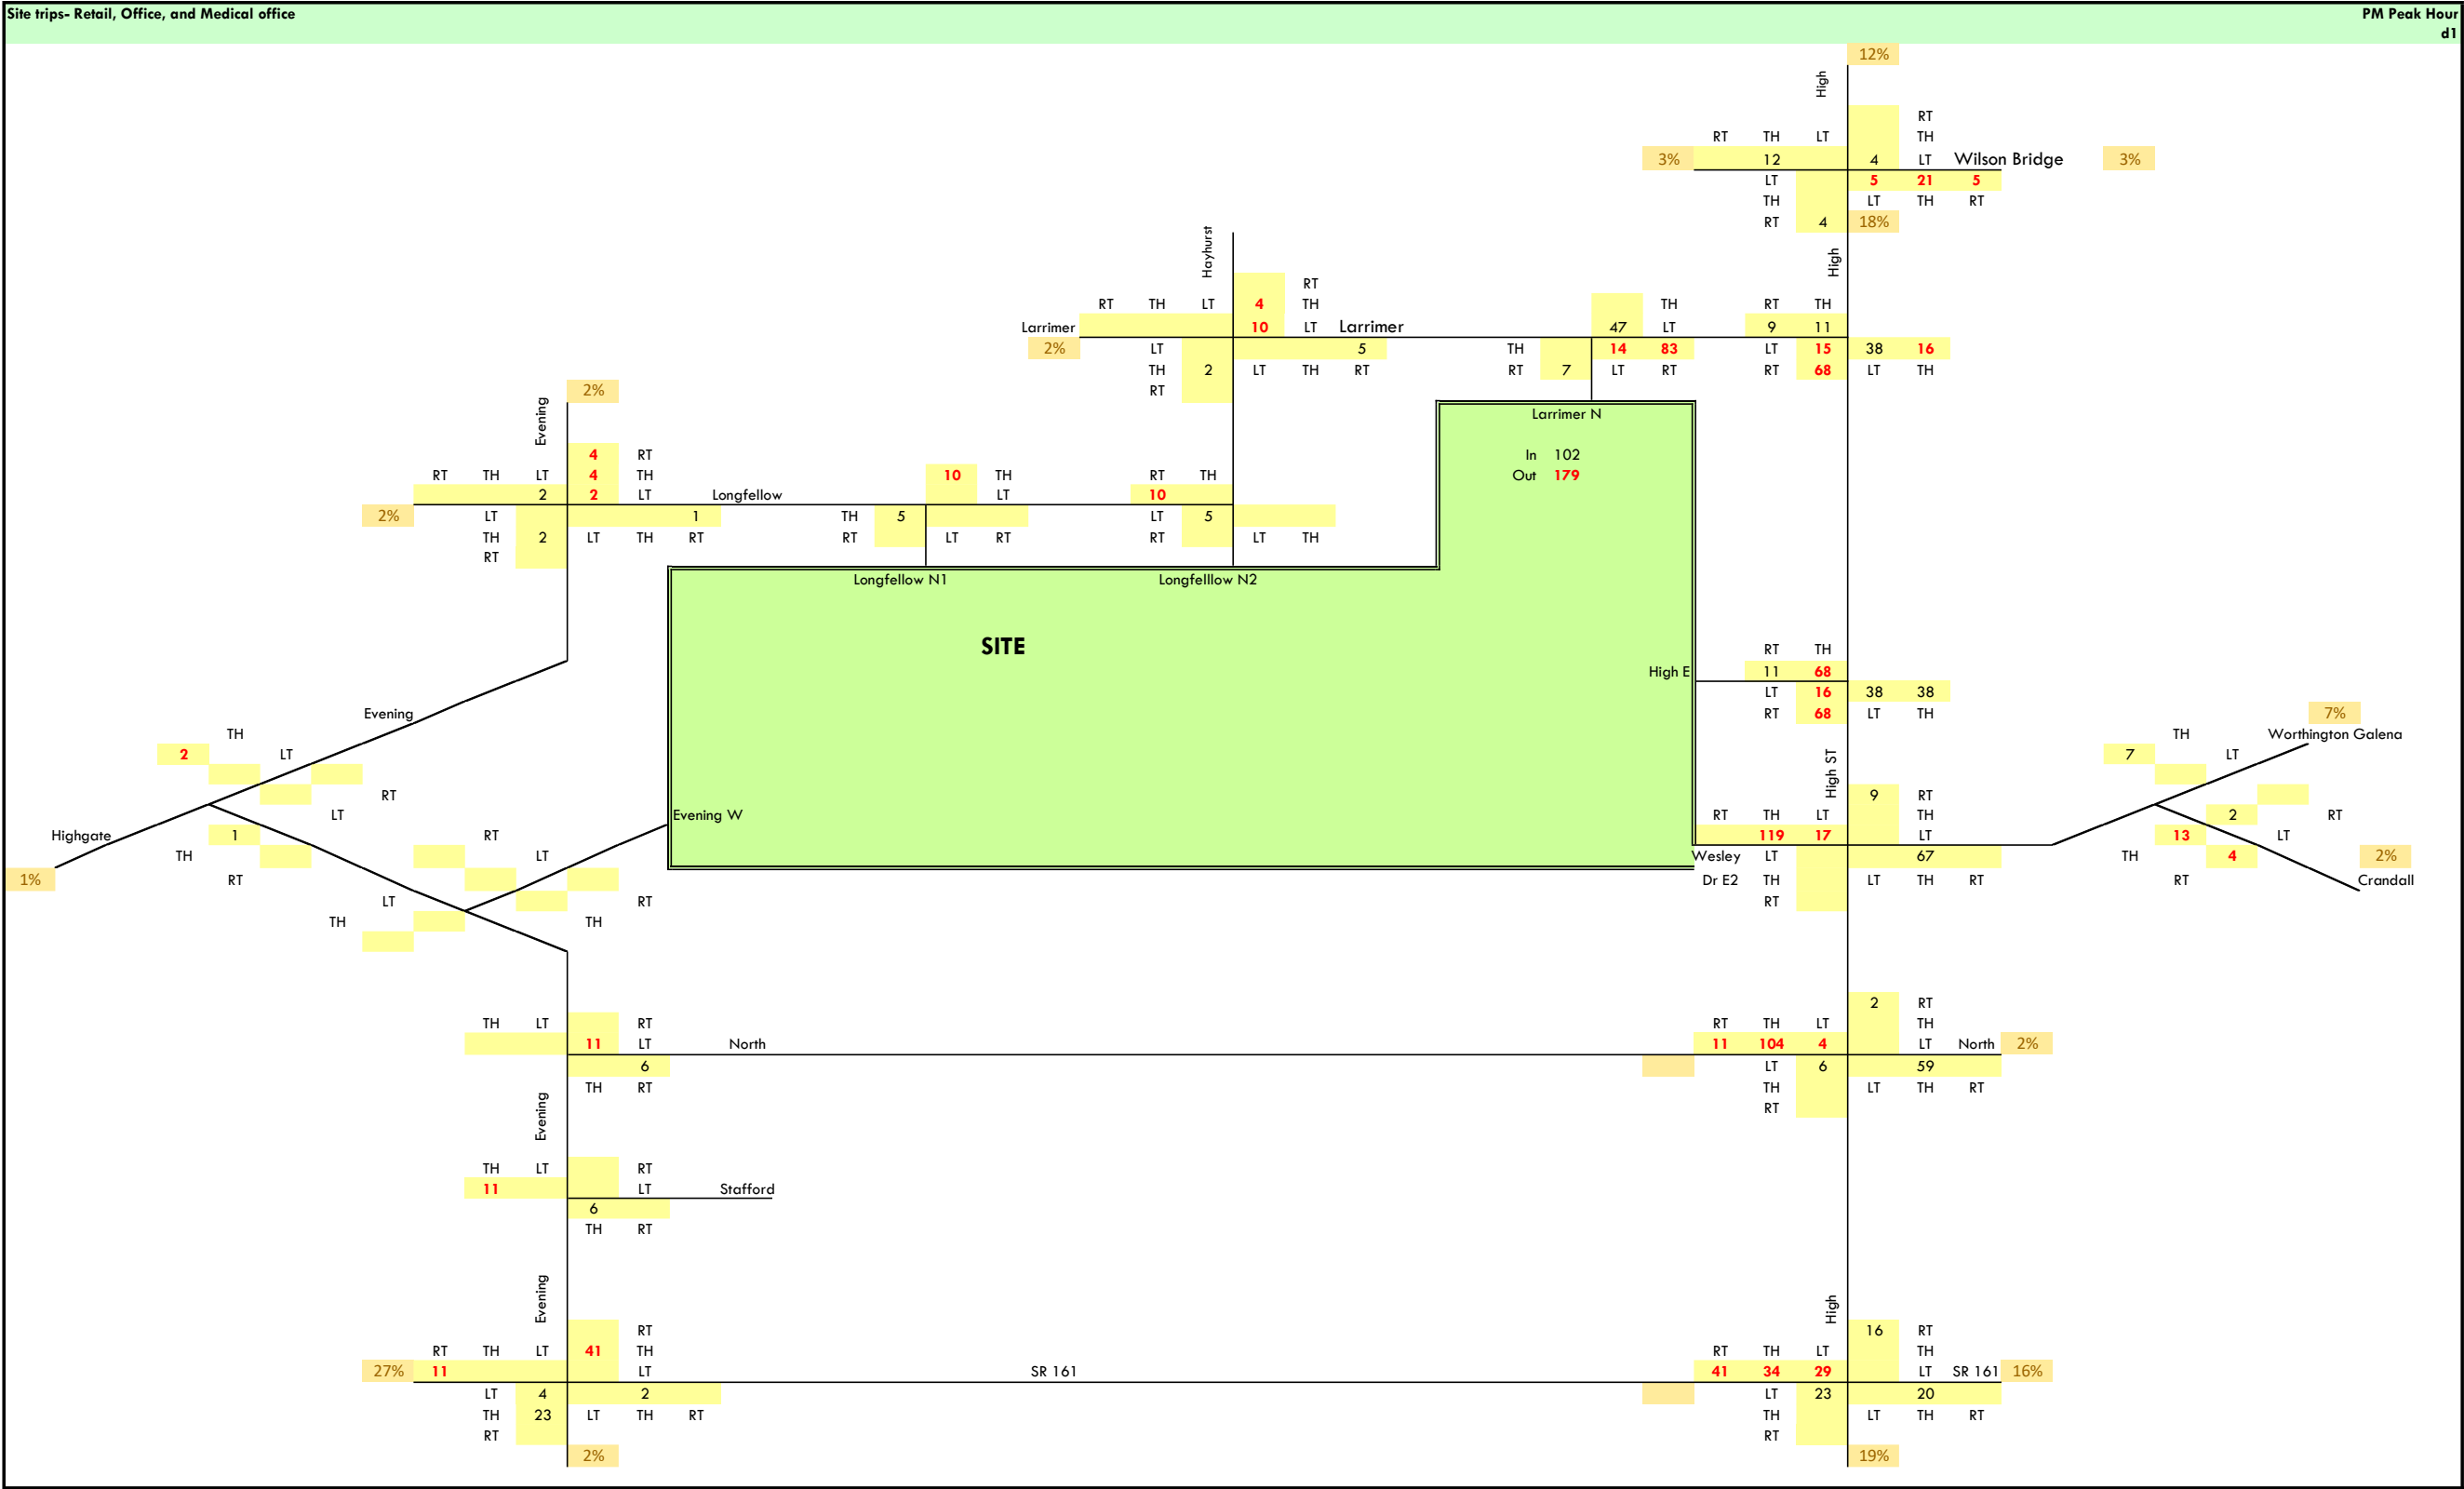 Site trips- Retail, Office, and Medical office PM Peak Hour
d1
12%
High
RT
RT TH LT TH
3% 12 4 LT Wilson Bridge 3%
LT 5 21 5
TH LT TH RT
RT 4 18%
Hayhurst High
RT
RT TH LT 4 TH TH RT TH
Larrimer 10 LT Larrimer 47 LT 9 11
2% LT 5 TH 14 83 LT 15 38 16
TH 2 LT TH RT RT 7 LT RT RT 68 LT TH
RT
2%
Evening Larrimer N
4 RT In 102
RT TH LT 4 TH 10 TH RT TH Out 179
2 2 LT Longfellow LT 10
2% LT 1 TH 5 LT 5
TH 2 LT TH RT RT LT RT RT LT TH
RT
Longfellow N1 Longfelllow N2
SITE
RT TH
High E 11 68
LT 16 38 38
RT 68 LT TH
Evening 7%
TH TH Worthington Galena
2 LT High ST 7 LT
RT 9 RT
LT Evening W RT TH LT TH 2 RT
Highgate 1 RT 119 17 LT 13 LT
TH LT Wesley LT 67 TH 4 2%
1% RT Dr E2 TH LT TH RT RT Crandall
LT RT RT
TH TH
2 RT
TH LT RT RT TH LT TH
11 LT North 11 104 4 LT North 2%
6 LT 6 59
TH RT TH LT TH RT
Evening RT
TH LT RT
11 LT Stafford
6
TH RT
Evening High
RT 16 RT
RT TH LT 41 TH RT TH LT TH
27% 11 LT SR 161 41 34 29 LT SR 161 16%
LT 4 2 LT 23 20
TH 23 LT TH RT TH LT TH RT
RT RT
2% 19%